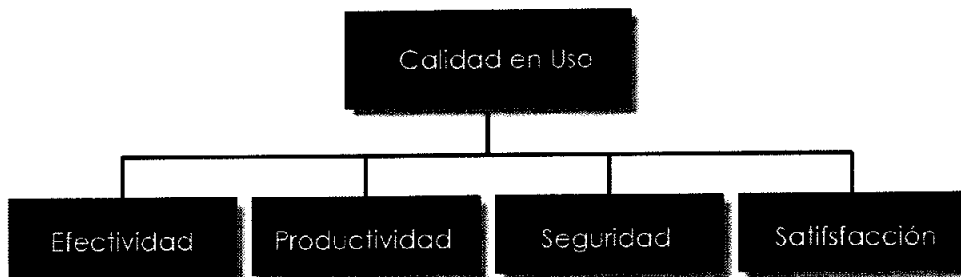 Calidad en Uso
Efectividad
Productividad
Seguridad
Satifsfacción